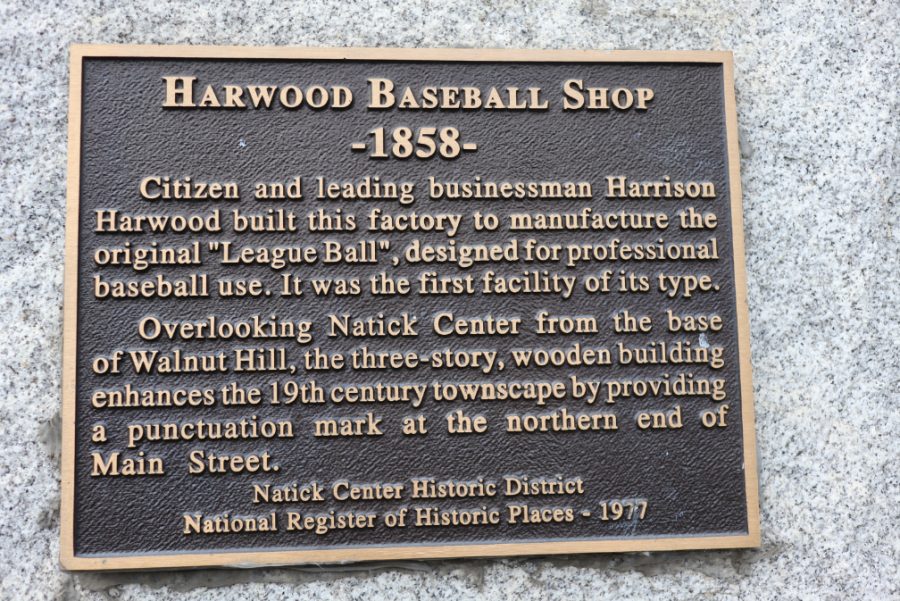 HARWOOD BASEBALL SHOP
-1858-
Citizen and leading businessman Harrison
Harwood built this factory to manufacture the
original "League Ball", designed for professional
baseball use. It was the first facility of its type.
Overlooking Natick Center from the base
of Walnut Hill, the three-story, wooden building
enhances the 19th century townscape by providing
a punctuation mark at the northern end of
Main Street.
Natick Center Historic District
National Register of Historic Places - 1977